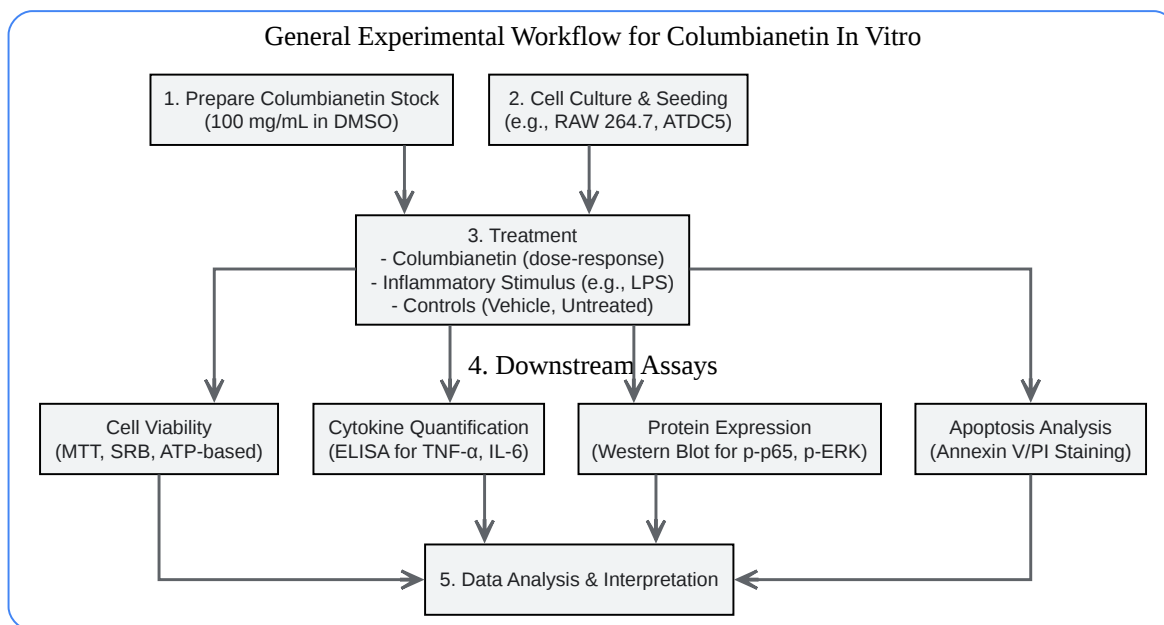 General Experimental Workflow for Columbianetin In Vitro
1. Prepare Columbianetin Stock
(100 mg/mL in DMSO)
2. Cell Culture & Seeding
(e.g., RAW 264.7, ATDC5)
3. Treatment
- Columbianetin (dose-response)
- Inflammatory Stimulus (e.g., LPS)
- Controls (Vehicle, Untreated)
4. Downstream Assays
Cell Viability
(MTT, SRB, ATP-based)
Cytokine Quantification
(ELISA for TNF-α, IL-6)
Protein Expression
(Western Blot for p-p65, p-ERK)
Apoptosis Analysis
(Annexin V/PI Staining)
5. Data Analysis & Interpretation